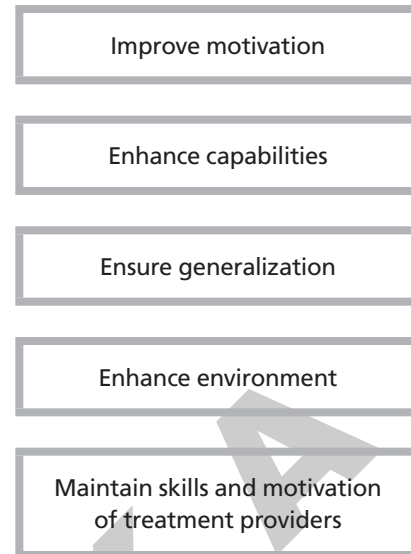 Improve motivation
Enhance capabilities
Ensure generalization
Enhance environment
Maintain skills and motivation
of treatment providers